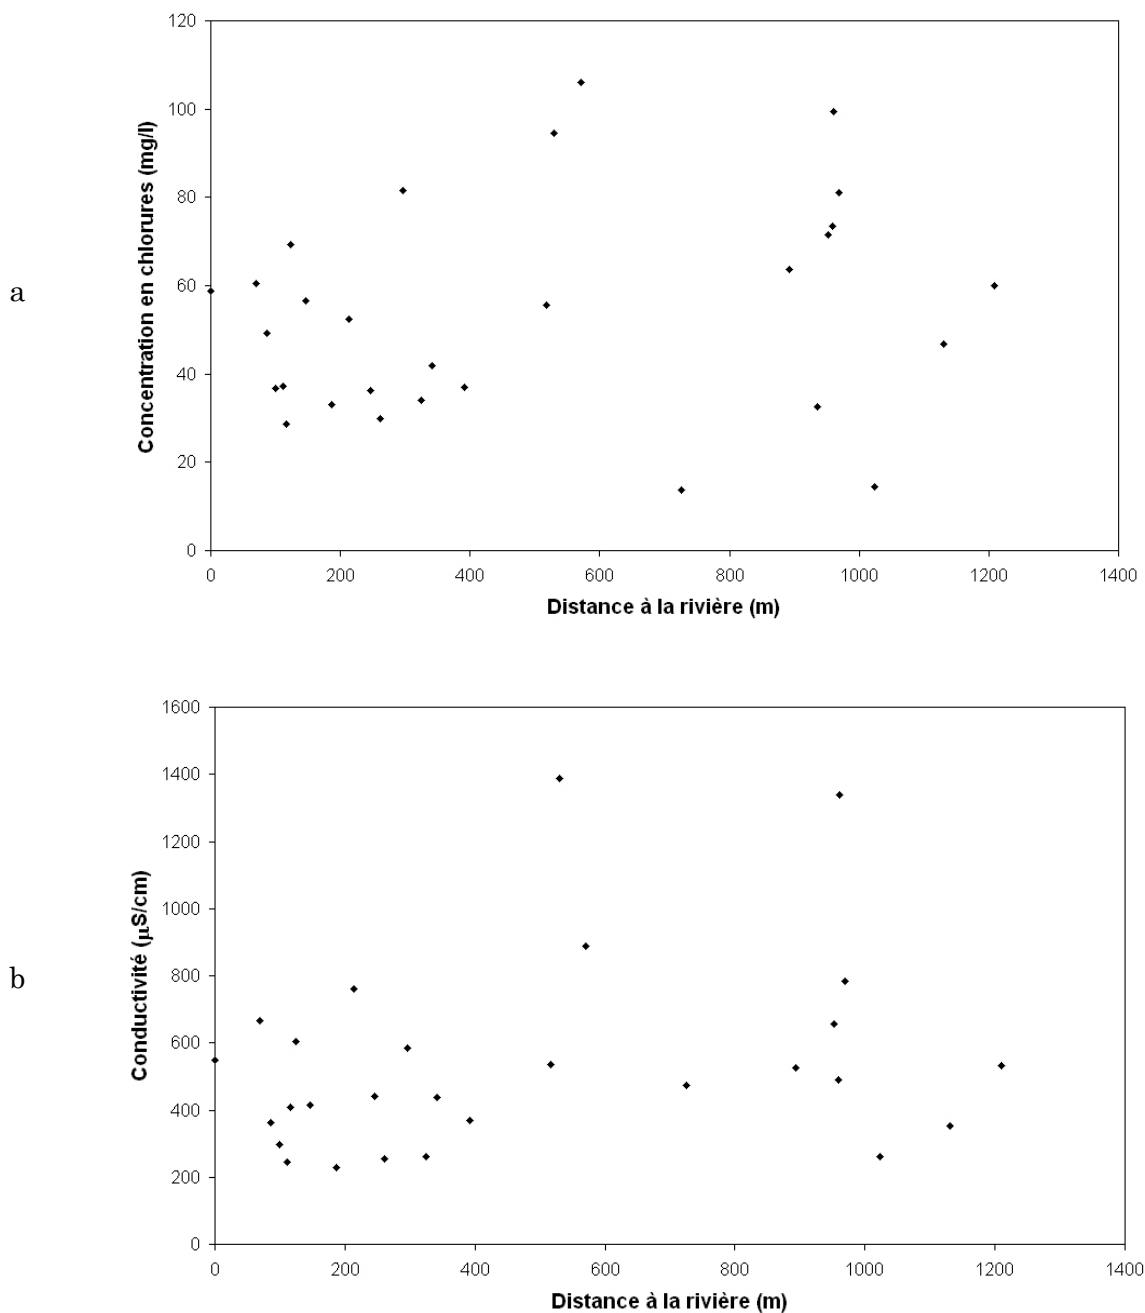 a
Concentration en chlorures (mg/l)
120
100
80
60
40
20
0
0 200 400 600 800 1000 1200 1400
Distance à la rivière (m)
b
Conductivité (µS/cm)
1600
1400
1200
1000
800
600
400
200
0
0 200 400 600 800 1000 1200 1400
Distance à la rivière (m)